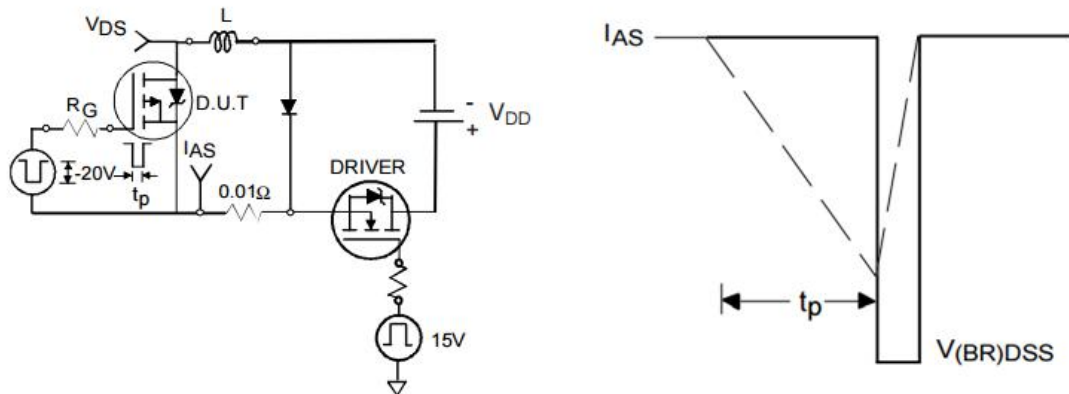 L
VDS
RG
D.U.T
IAS
-20V
tp
0.01Ω
DRIVER
-
VDD
+
15V
IAS
tp
V(BR)DSS